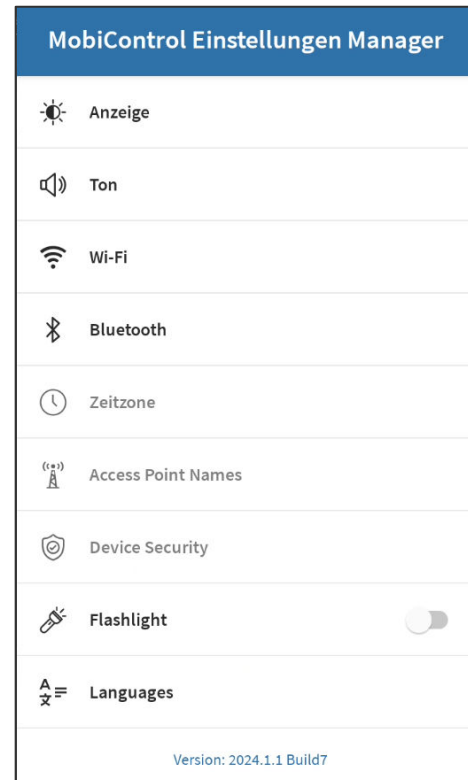 MobiControl Einstellungen Manager
Anzeige
Ton
Wi-Fi
Bluetooth
Zeitzone
Access Point Names
Device Security
Flashlight
Languages
Version: 2024.1.1 Build7